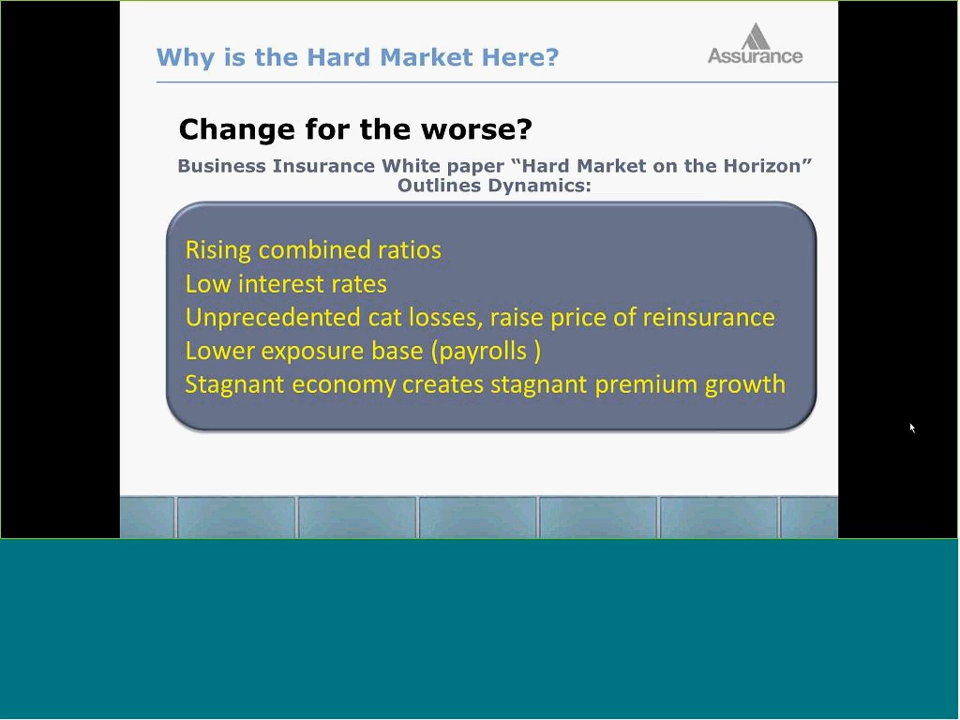 Why is the Hard Market Here?
Assurance
Change for the worse?
Business Insurance White paper “Hard Market on the Horizon”
Outlines Dynamics:
Rising combined ratios
Low interest rates
Unprecedented cat losses, raise price of reinsurance
Lower exposure base (payrolls )
Stagnant economy creates stagnant premium growth